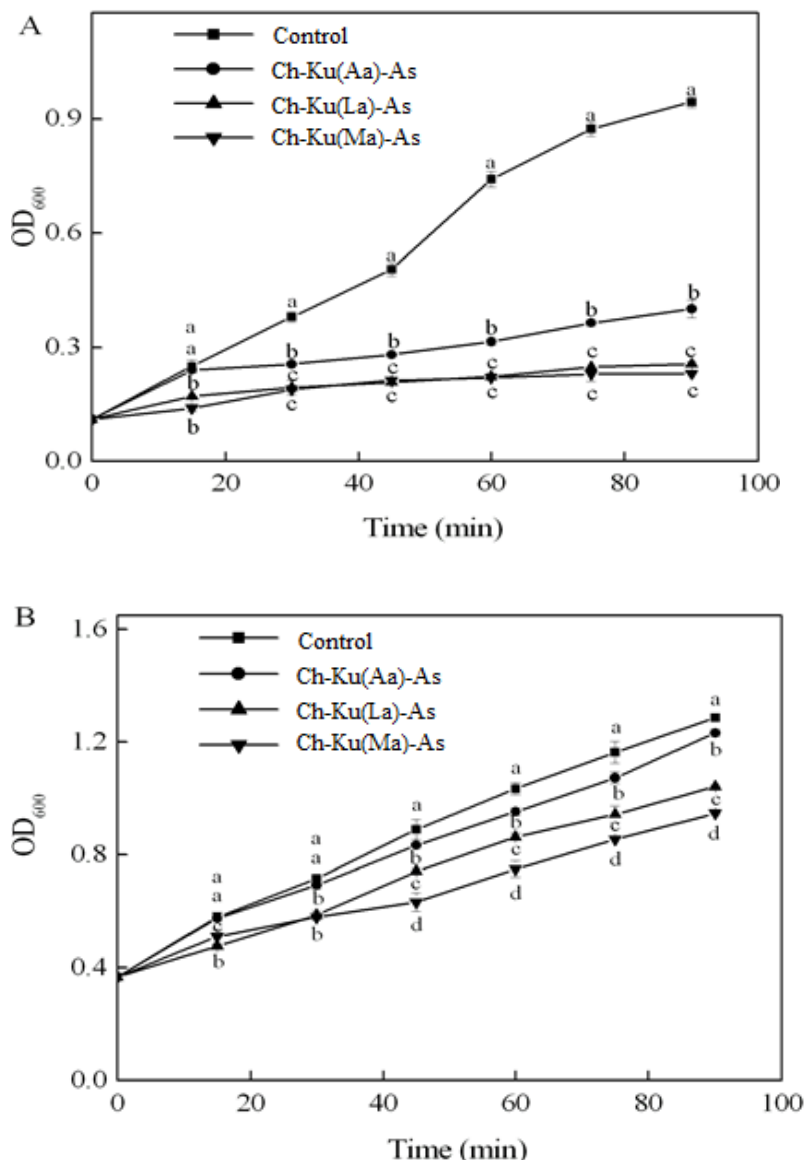 A
Control
Ch-Ku(Aa)-As
Ch-Ku(La)-As
Ch-Ku(Ma)-As
OD600
0.9
0.6
0.3
0.0
a a a a a a
a b b b b b
b c c c c c
b c c c c c
0 20 40 60 80 100
Time (min)
B
Control
Ch-Ku(Aa)-As
Ch-Ku(La)-As
Ch-Ku(Ma)-As
OD600
1.6
1.2
0.8
0.4
0.0
a a a a a a
a a b b b b
c b c c c c
b b d d d d
0 20 40 60 80 100
Time (min)